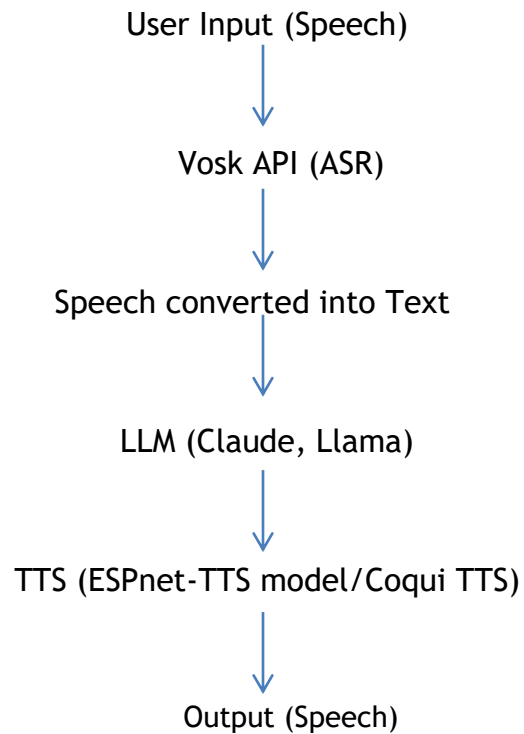 User Input (Speech)
Vosk API (ASR)
Speech converted into Text
LLM (Claude, Llama)
TTS (ESPnet-TTS model/Coqui TTS)
Output (Speech)